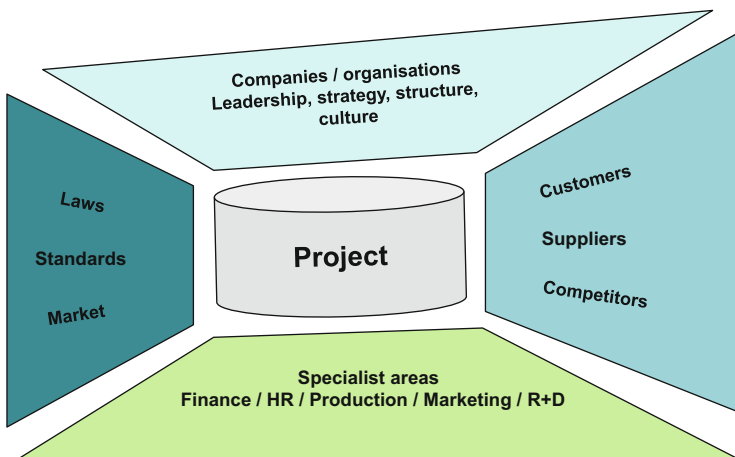 Companies / organisations
Leadership, strategy, structure,
culture
Laws
Standards
Market
Project
Customers
Suppliers
Competitors
Specialist areas
Finance / HR / Production / Marketing / R+D